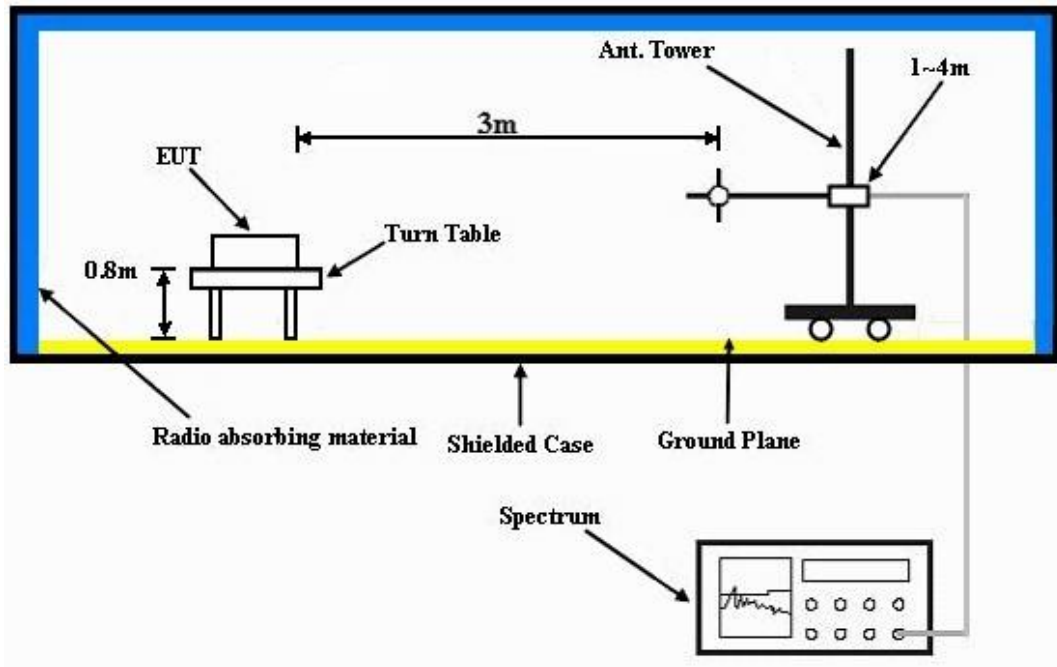 Ant. Tower
1~4m
3m
EUT
Turn Table
0.8m
Radio absorbing material
Shielded Case
Ground Plane
Spectrum